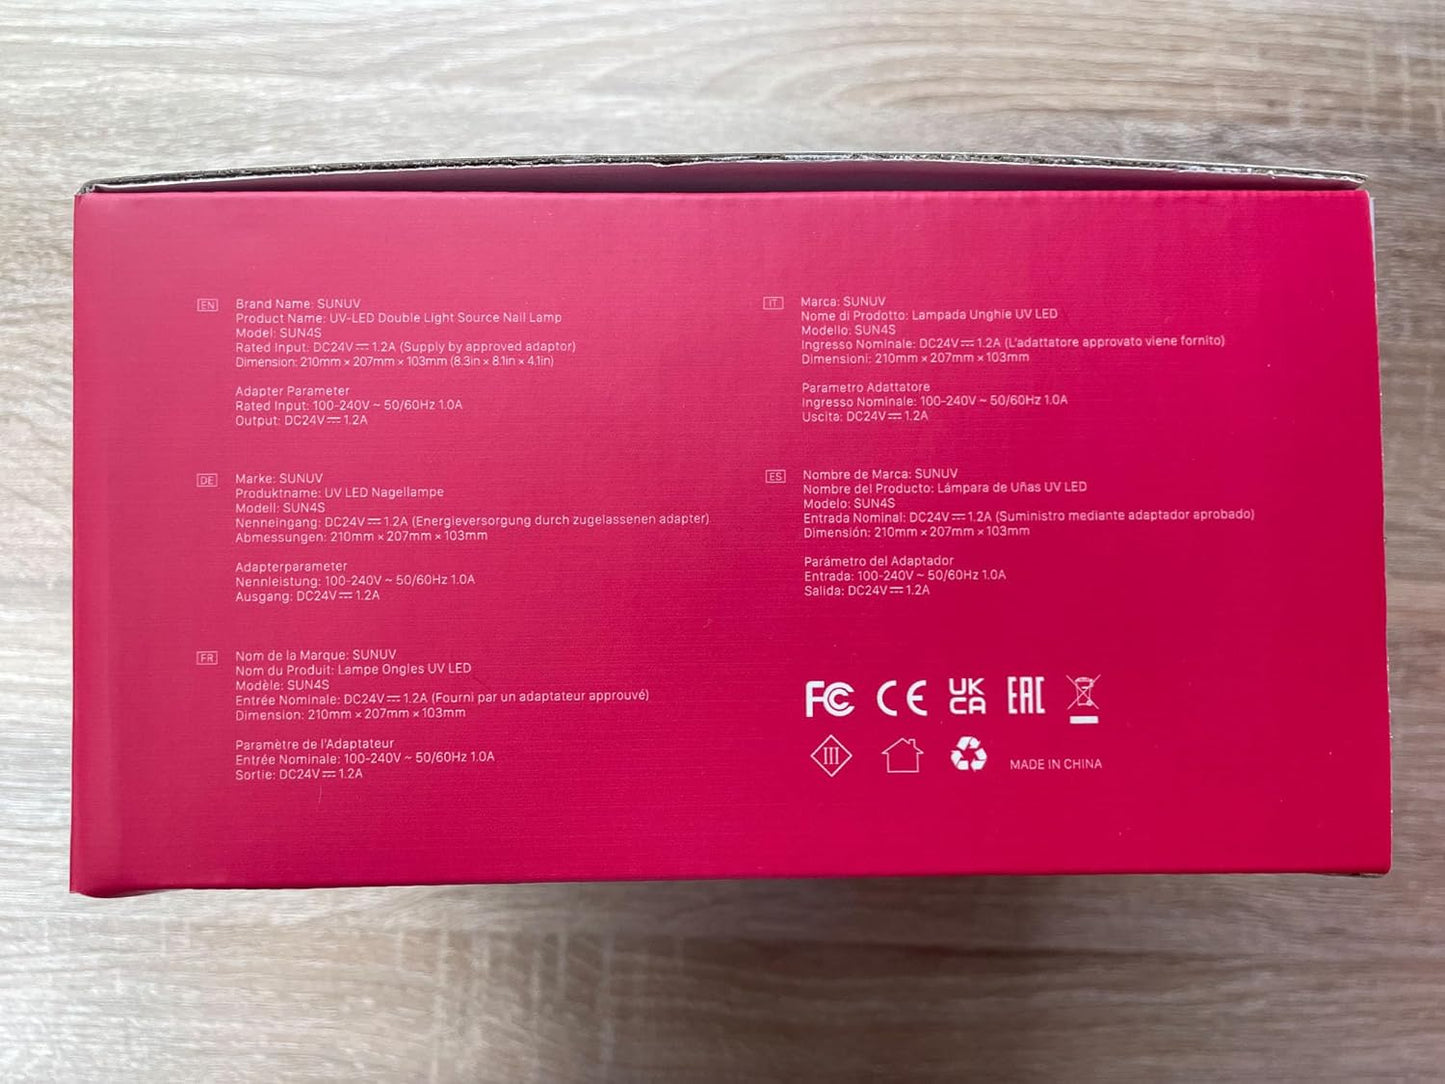 EN
Brand Name: SUNUV
Product Name: UV-LED Double Light Source Nail Lamp
Model: SUN4S
Rated Input: DC24V⎓1.2A (Supply by approved adaptor)
Dimension: 210mm × 207mm × 103mm (8.3in × 8.1in × 4.1in)
Adapter Parameter
Rated Input: 100-240V ~ 50/60Hz 1.0A
Output: DC24V⎓1.2A
DE
Marke: SUNUV
Produktname: UV LED Nagellampe
Modell: SUN4S
Nenneingang: DC24V⎓1.2A (Energieversorgung durch zugelassenen adapter)
Abmessungen: 210mm × 207mm × 103mm
Adapterparameter
Nennleistung: 100-240V ~ 50/60Hz 1.0A
Ausgang: DC24V⎓1.2A
FR
Nom de la Marque: SUNUV
Nom du Produit: Lampe Ongles UV LED
Modèle: SUN4S
Entrée Nominale: DC24V⎓1.2A (Fourni par un adaptateur approuvé)
Dimension: 210mm × 207mm × 103mm
Paramètre de l'Adaptateur
Entrée Nominale: 100-240V ~ 50/60Hz 1.0A
Sortie: DC24V⎓1.2A
IT
Marca: SUNUV
Nome di Prodotto: Lampada Unghie UV LED
Modello: SUN4S
Ingresso Nominale: DC24V⎓1.2A (L'adattatore approvato viene fornito)
Dimensioni: 210mm × 207mm × 103mm
Parametro Adattatore
Ingresso Nominale: 100-240V ~ 50/60Hz 1.0A
Uscita: DC24V⎓1.2A
ES
Nombre de Marca: SUNUV
Nombre del Producto: Lámpara de Uñas UV LED
Modelo: SUN4S
Entrada Nominal: DC24V⎓1.2A (Suministro mediante adaptador aprobado)
Dimensión: 210mm × 207mm × 103mm
Parámetro del Adaptador
Entrada: 100-240V ~ 50/60Hz 1.0A
Salida: DC24V⎓1.2A
FC CE UK CA EAC
III MADE IN CHINA